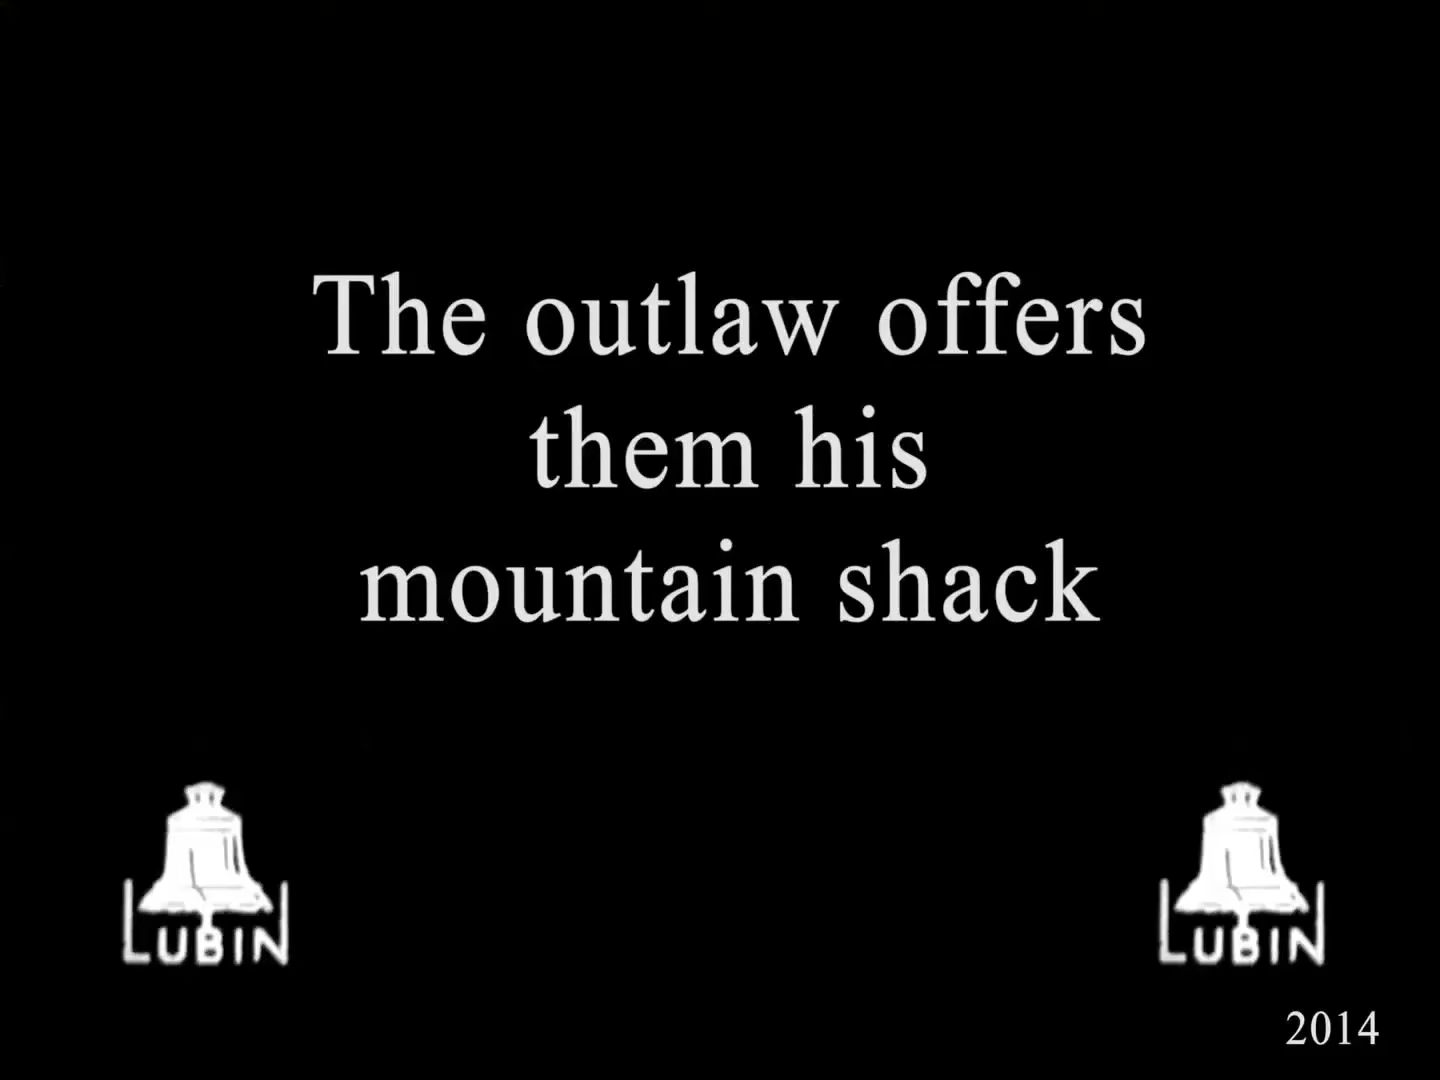 The outlaw offers
them his
mountain shack
LUBIN
LUBIN
2014